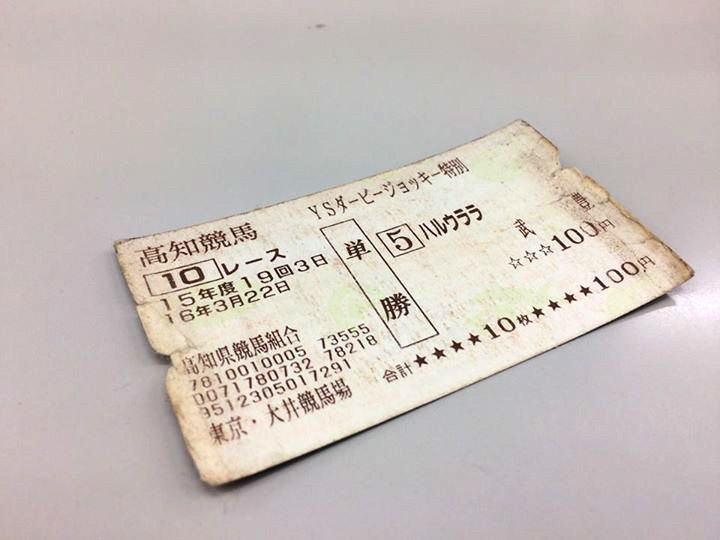 高知競馬
10 レース
15年度19回3日
16年3月22日
高知県競馬組合
7810010005 73555
0071780732 78218
9512305017291
東京・大井競馬場
YSダービージョッキー特別
単勝
5 ハルウララ
武 豊
☆☆☆100円
合計★★★★10枚★★★★100円